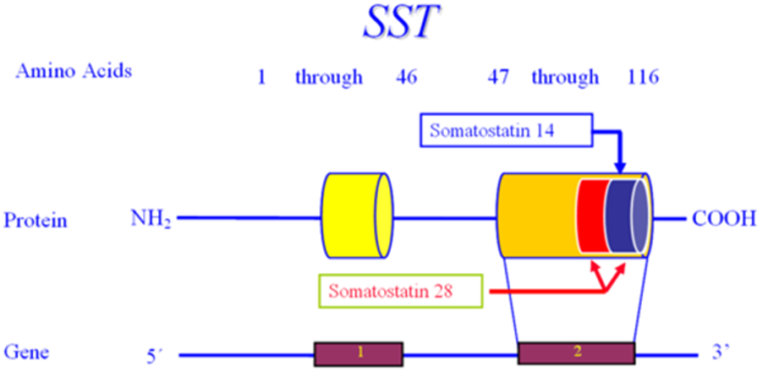 SST
Amino Acids 1 through 46 47 through 116
Somatostatin 14
Protein NH₂ COOH
Somatostatin 28
Gene 5´ 1 2 3’